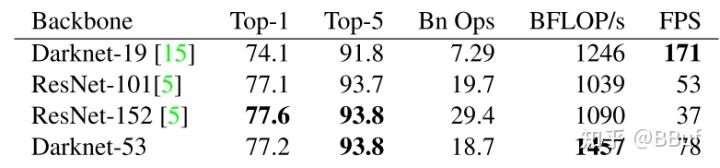 Backbone Top-1 Top-5 Bn Ops BFLOP/s FPS
Darknet-19 [15] 74.1 91.8 7.29 1246 171
ResNet-101[5] 77.1 93.7 19.7 1039 53
ResNet-152 [5] 77.6 93.8 29.4 1090 37
Darknet-53 77.2 93.8 18.7 1457 78
知乎 @BBuf